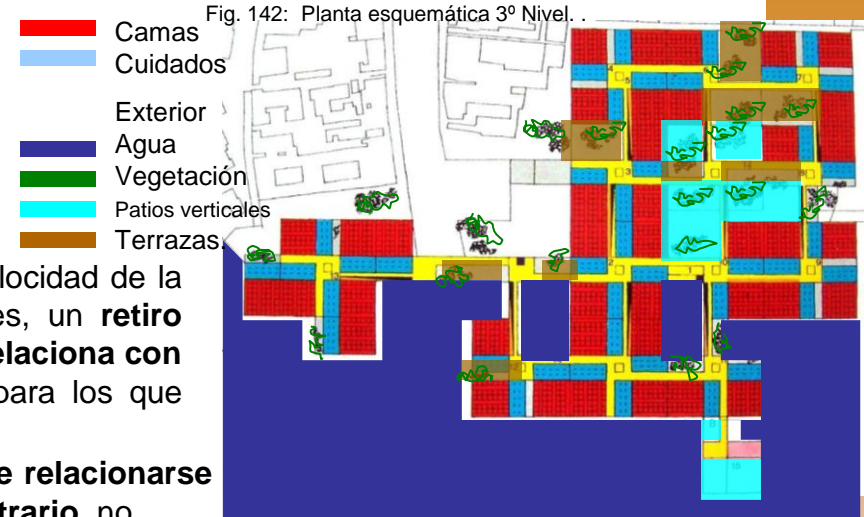 Fig. 142: Planta esquemática 3º Nivel. .
Camas
Cuidados
Exterior
Agua
Vegetación
Patios verticales
Terrazas.
locidad de la
es, un retiro
elaciona con
para los que
e relacionarse
trario, no